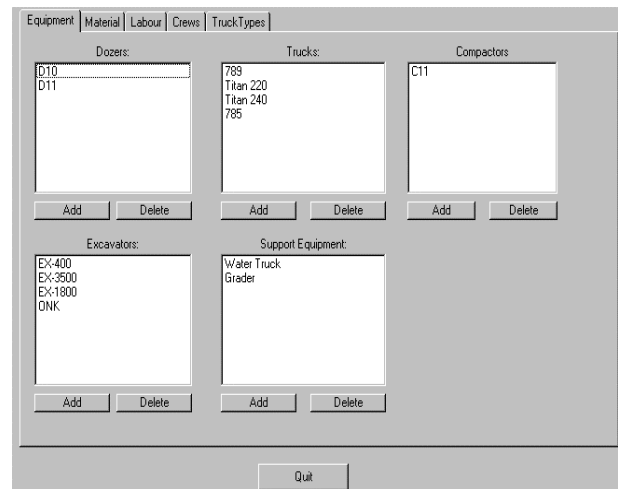 Equipment Material Labour Crews TruckTypes
Dozers: Trucks: Compactors
D10 789 C11
D11 Titan 220
Titan 240
785
Add Delete Add Delete Add Delete
Excavators: Support Equipment:
EX-400 Water Truck
EX-3500 Grader
EX-1800
ONK
Add Delete Add Delete
Quit